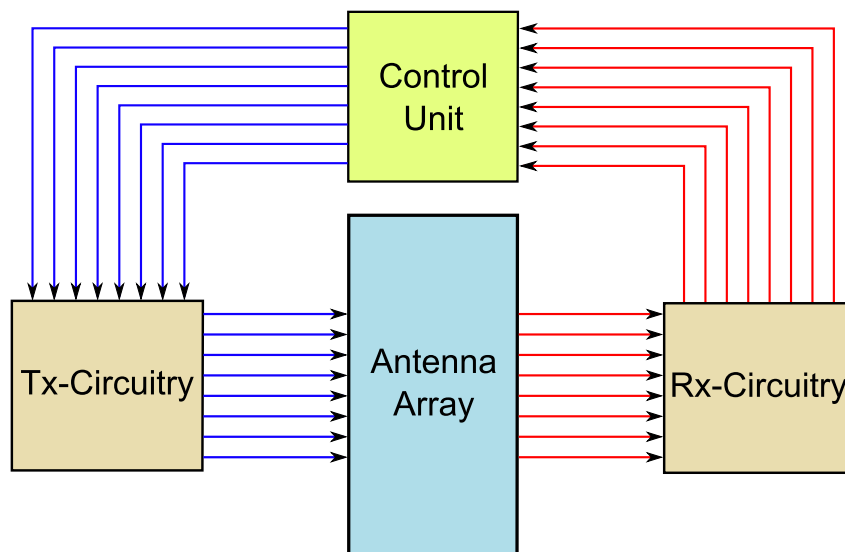 Control
Unit
Tx-Circuitry
Antenna
Array
Rx-Circuitry